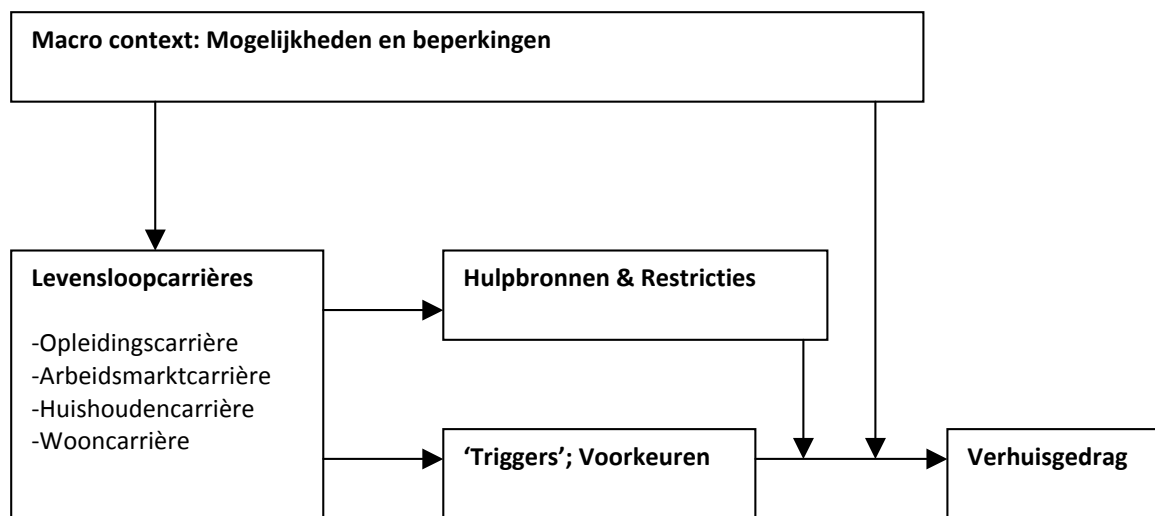 Macro context: Mogelijkheden en beperkingen
Levensloopcarrières
-Opleidingscarrière
-Arbeidsmarktcarrière
-Huishoudencarrière
-Wooncarrière
Hulpbronnen & Restricties
‘Triggers’; Voorkeuren
Verhuisgedrag